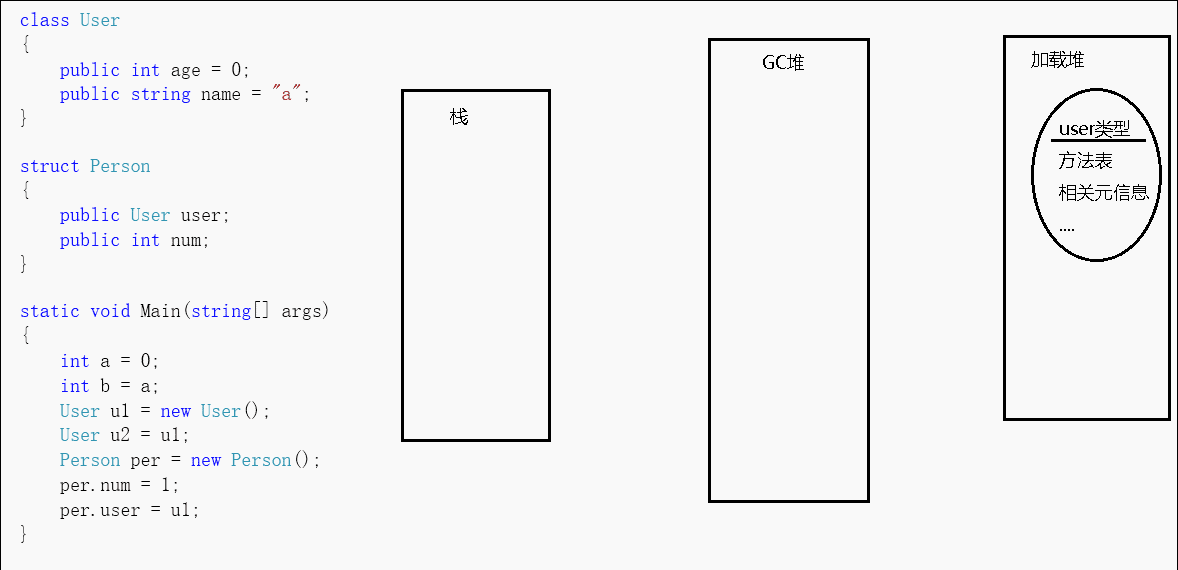 class User
{
public int age = 0;
public string name = "a";
}
struct Person
{
public User user;
public int num;
}
static void Main(string[] args)
{
int a = 0;
int b = a;
User u1 = new User();
User u2 = u1;
Person per = new Person();
per.num = 1;
per.user = u1;
}
栈
GC堆
加载堆
user类型
方法表
相关元信息
....